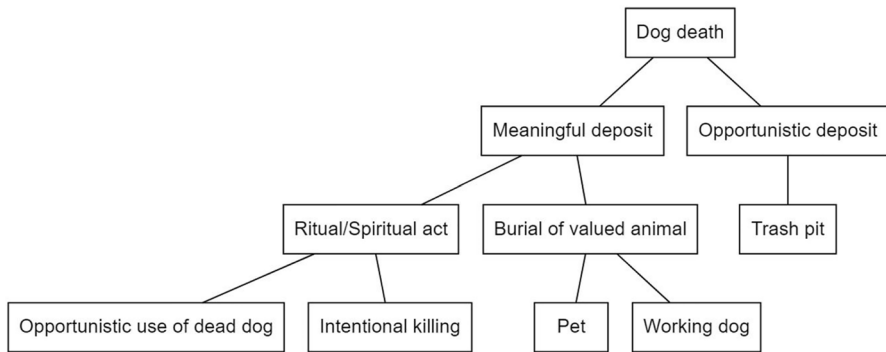 Dog death
Meaningful deposit
Opportunistic deposit
Ritual/Spiritual act
Burial of valued animal
Trash pit
Opportunistic use of dead dog
Intentional killing
Pet
Working dog